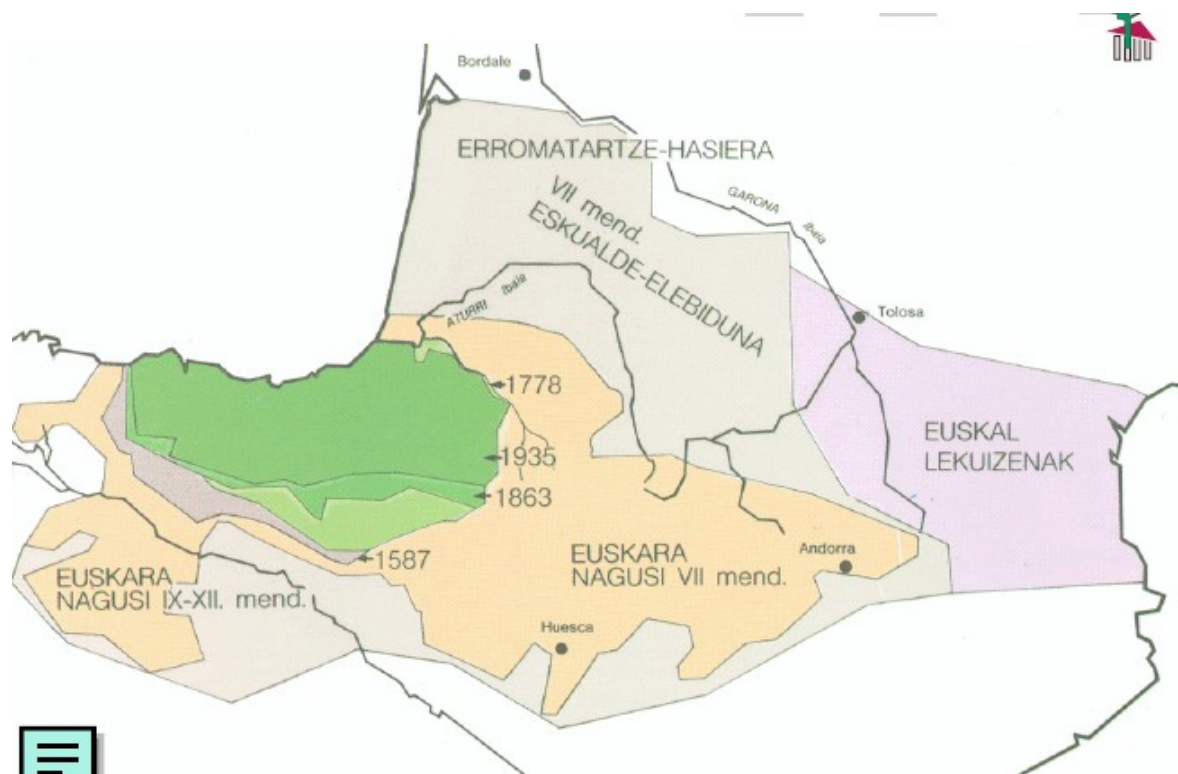 Bordale
ERROMATARTZE-HASIERA
VII mend.
ESKUALDE-ELEBIDUNA
GARONA Ibaia
ATURRI Ibaia
Tolosa
1778
EUSKAL
LEKUIZENAK
1935
1863
1587
EUSKARA
NAGUSI VII mend.
Andorra
EUSKARA
NAGUSI IX-XII. mend.
Huesca